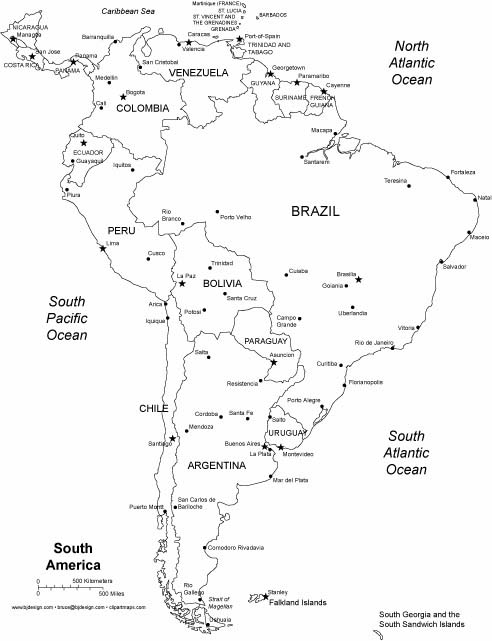 Caribbean Sea
Martinique (FRANCE)
ST. LUCIA
ST. VINCENT AND
THE GRENADINES
GRENADA
BARBADOS
NICARAGUA
Managua
San Jose
COSTA RICA
Panama
PANAMA
Barranquilla
Caracas
Valencia
Port-of-Spain
TRINIDAD AND
TABAGO
North
Atlantic
Ocean
San Cristobal
VENEZUELA
Medellin
Bogota
COLOMBIA
Cali
Georgetown
GUYANA
Paramaribo
SURINAME
Cayenne
FRENCH
GUIANA
Macapa
Quito
ECUADOR
Guayaquil
Iquitos
Piura
Santarem
Teresina
Fortaleza
Natal
Maceio
Salvador
Rio
Branco
Porto Velho
BRAZIL
PERU
Lima
Cusco
Trinidad
La Paz
BOLIVIA
Santa Cruz
Potosi
Cuiaba
Brasilia
Goiania
Uberlandia
Campo
Grande
Vitoria
Rio de Janeiro
South
Pacific
Ocean
Arica
Iquique
PARAGUAY
Asuncion
Salta
Resistencia
Curitiba
Florianopolis
Porto Alegre
CHILE
Cordoba
Santa Fe
Salto
Mendoza
URUGUAY
Santiago
Buenos Aires
La Plata
Montevideo
ARGENTINA
Mar del Plata
South
Atlantic
Ocean
Puerto Montt
San Carlos de
Bariloche
Comodoro Rivadavia
South
America
0 500 Kilometers
0 500 Miles
www.bjdesign.com • bruce@bjdesign.com • clipartmaps.com
Rio
Gallego
Strait of
Magellan
Ushuaia
Stanley
Falkland Islands
South Georgia and the
South Sandwich Islands